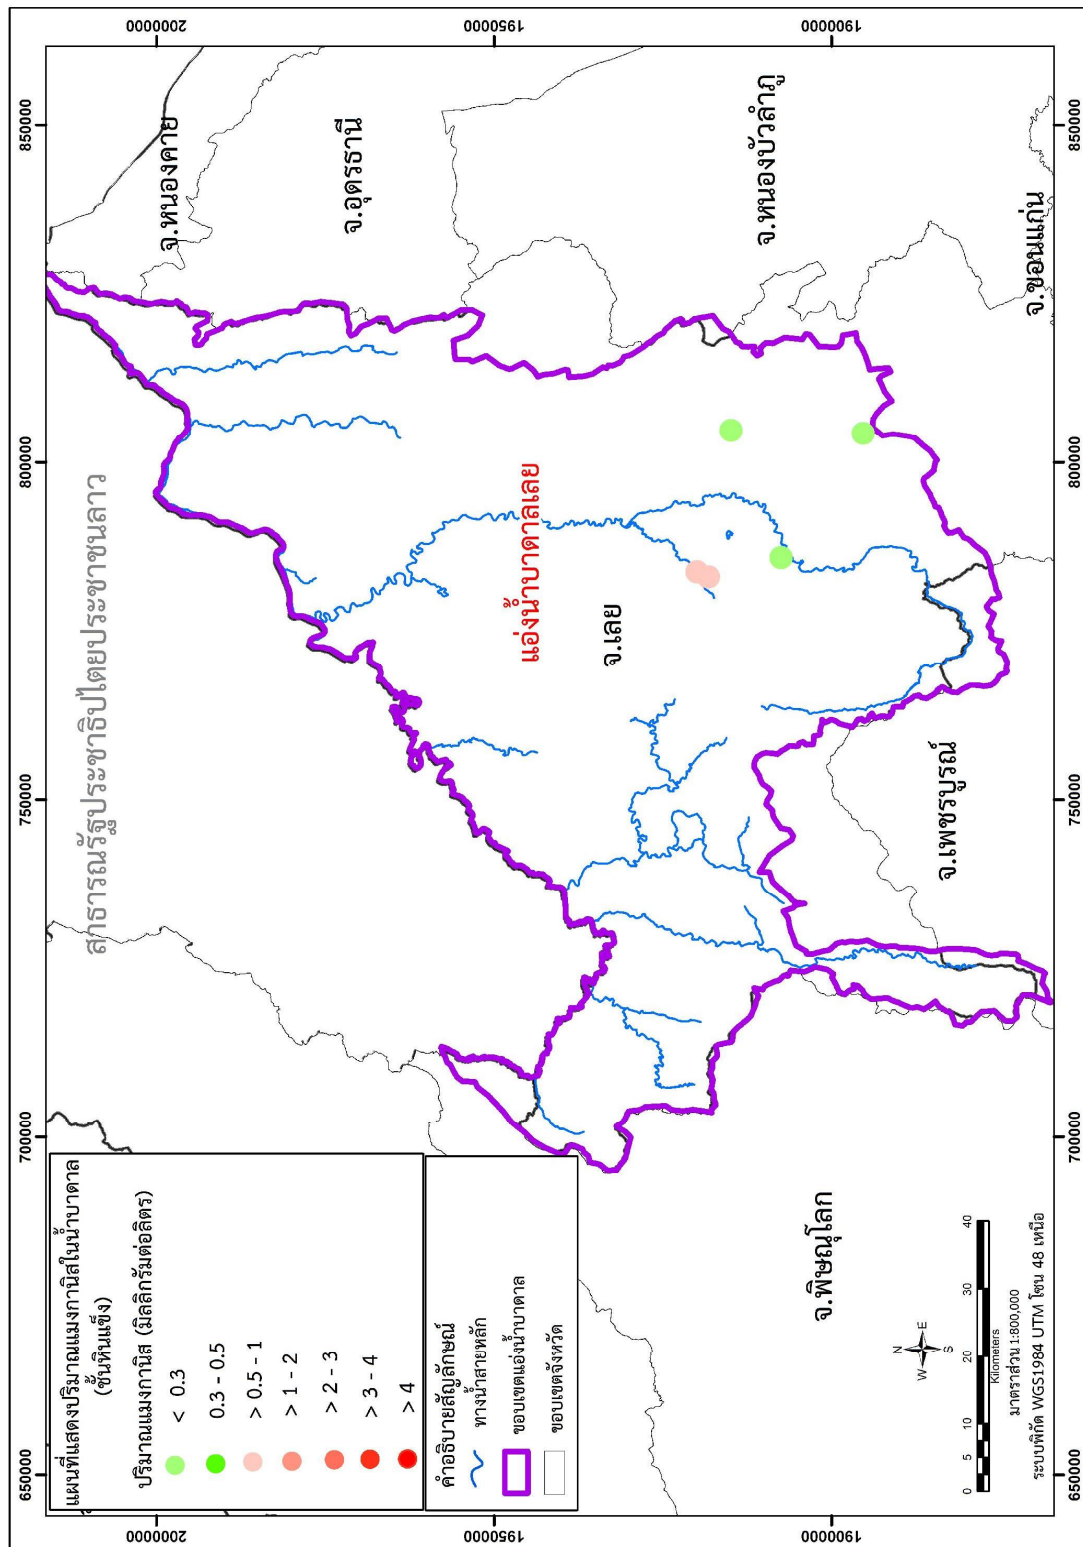 แผนที่แสดงปริมาณแมงกานิสในน้ำบาดาล
(ชั้นหินแข็ง)
ปริมาณแมงกานิส (มิลลิกรัมต่อลิตร)
< 0.3
0.3 - 0.5
> 0.5 - 1
> 1 - 2
> 2 - 3
> 3 - 4
> 4
คำอธิบายสัญลักษณ์
ทางน้ำสายหลัก
ขอบเขตแอ่งน้ำบาดาล
ขอบเขตจังหวัด
650000
700000
750000
800000
850000
2000000
1950000
1900000
สาธารณรัฐประชาธิปไตยประชาชนลาว
จ.หนองคาย
จ.อุดรธานี
แอ่งน้ำบาดาลเลย
จ.เลย
จ.หนองบัวลำภู
จ.ขอนแก่น
จ.เพชรบูรณ์
จ.พิษณุโลก
N
W
E
S
0 5 10 20 30 40
Kilometers
มาตราส่วน 1:800,000
ระบบพิกัด WGS1984 UTM โซน 48 เหนือ
2000000
1950000
1900000
650000
700000
750000
800000
850000